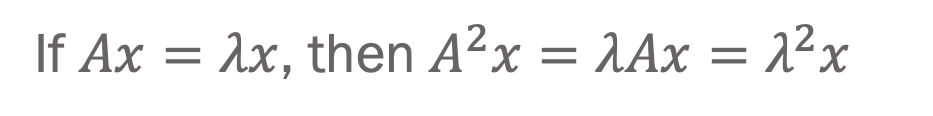 If 𝐴𝑥 = 𝜆𝑥, then 𝐴²𝑥 = 𝜆𝐴𝑥 = 𝜆²𝑥